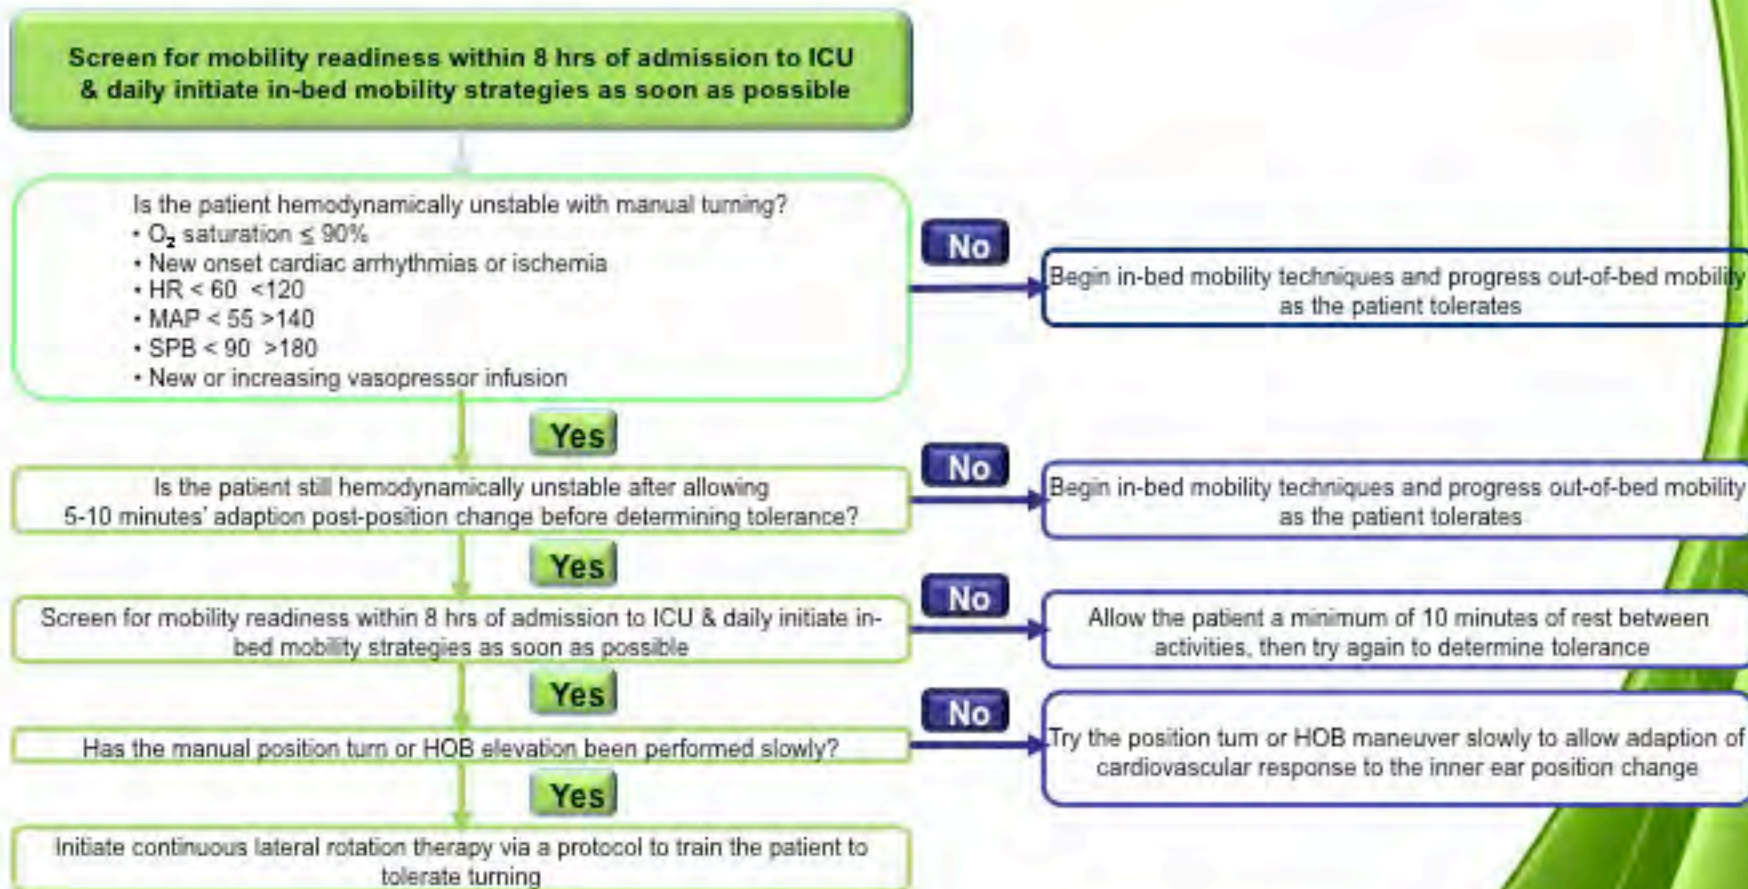 Screen for mobility readiness within 8 hrs of admission to ICU
& daily initiate in-bed mobility strategies as soon as possible
Is the patient hemodynamically unstable with manual turning?
• O₂ saturation ≤ 90%
• New onset cardiac arrhythmias or ischemia
• HR < 60 <120
• MAP < 55 >140
• SPB < 90 >180
• New or increasing vasopressor infusion
No
Begin in-bed mobility techniques and progress out-of-bed mobility
as the patient tolerates
Yes
Is the patient still hemodynamically unstable after allowing
5-10 minutes' adaption post-position change before determining tolerance?
No
Begin in-bed mobility techniques and progress out-of-bed mobility
as the patient tolerates
Yes
Screen for mobility readiness within 8 hrs of admission to ICU & daily initiate in-
bed mobility strategies as soon as possible
No
Allow the patient a minimum of 10 minutes of rest between
activities, then try again to determine tolerance
Yes
Has the manual position turn or HOB elevation been performed slowly?
No
Try the position turn or HOB maneuver slowly to allow adaption of
cardiovascular response to the inner ear position change
Yes
Initiate continuous lateral rotation therapy via a protocol to train the patient to
tolerate turning